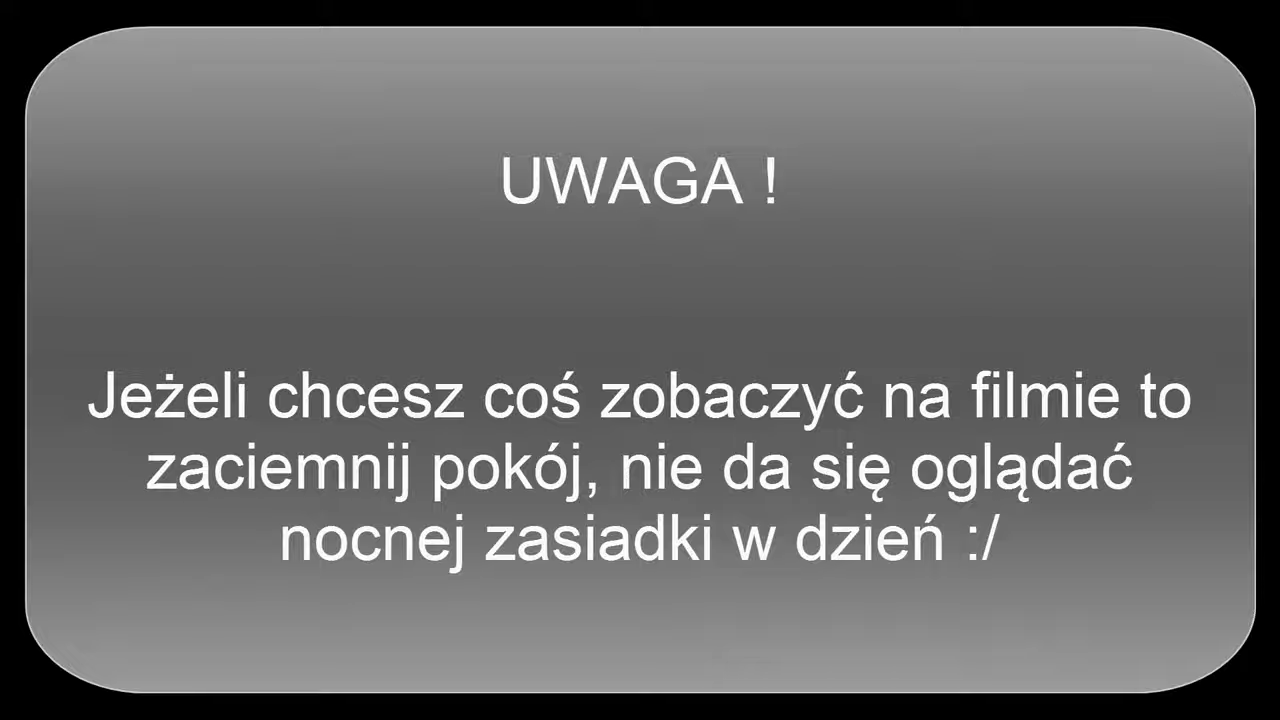 UWAGA !
Jeżeli chcesz coś zobaczyć na filmie to
zaciemnij pokój, nie da się oglądać
nocnej zasiadki w dzień :/